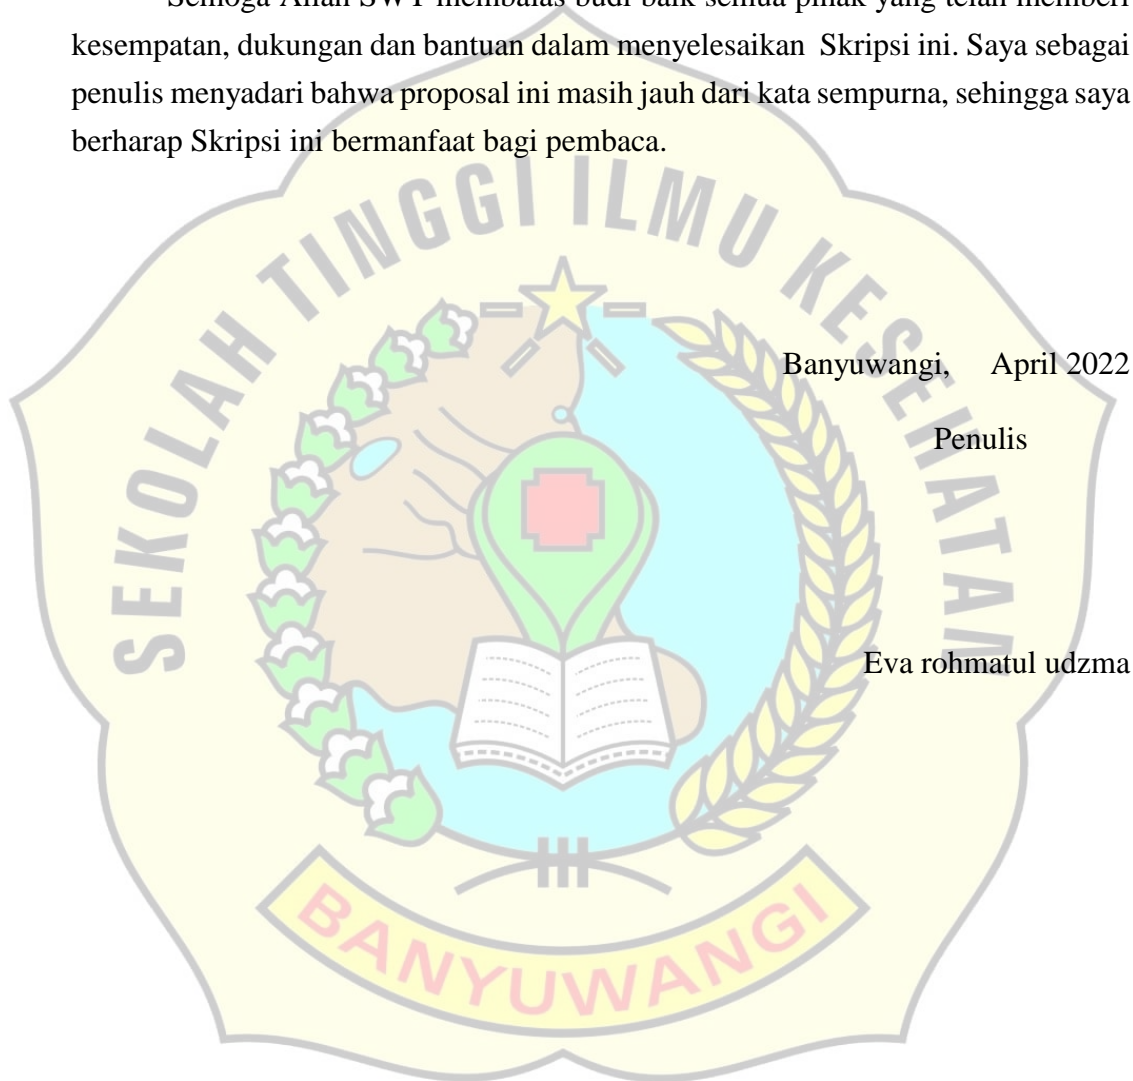 Semoga Allah SWT membalas budi baik semua pihak yang telah memberi
kesempatan, dukungan dan bantuan dalam menyelesaikan Skripsi ini. Saya sebagai
penulis menyadari bahwa proposal ini masih jauh dari kata sempurna, sehingga saya
berharap Skripsi ini bermanfaat bagi pembaca.
SEKOLAH TINGGI ILMU KESEHATAN
Banyuwangi, April 2022
Penulis
Eva rohmatul udzma
BANYUWANGI